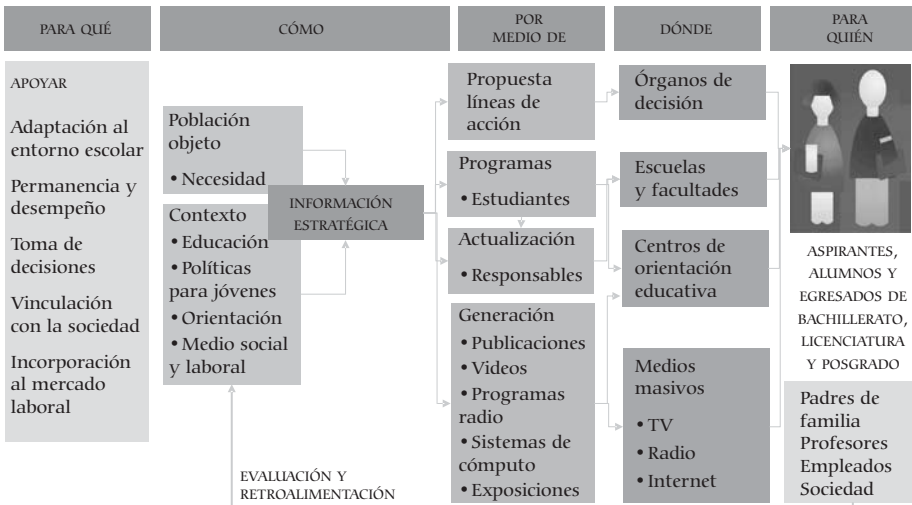 PARA QUÉ
CÓMO
POR
MEDIO DE
DÓNDE
PARA
QUIÉN
APOYAR
Adaptación al
entorno escolar
Permanencia y
desempeño
Toma de
decisiones
Vinculación
con la sociedad
Incorporación
al mercado
laboral
Población
objeto
• Necesidad
Contexto
• Educación
• Políticas
para jóvenes
• Orientación
• Medio social
y laboral
INFORMACIÓN
ESTRATÉGICA
EVALUACIÓN Y
RETROALIMENTACIÓN
Propuesta
líneas de
acción
Programas
• Estudiantes
Actualización
• Responsables
Generación
• Publicaciones
• Videos
• Programas
radio
• Sistemas de
cómputo
• Exposiciones
Órganos de
decisión
Escuelas
y facultades
Centros de
orientación
educativa
Medios
masivos
• TV
• Radio
• Internet
ASPIRANTES,
ALUMNOS Y
EGRESADOS DE
BACHILLERATO,
LICENCIATURA
Y POSGRADO
Padres de
familia
Profesores
Empleados
Sociedad